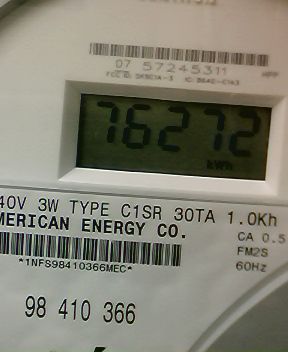 07 57245311
76272
kWh
40V 3W TYPE C1SR 30TA 1.0Kh
MERICAN ENERGY CO.
CA 0.5
FM2S
*1NFS98410366MEC*
60Hz
98 410 366